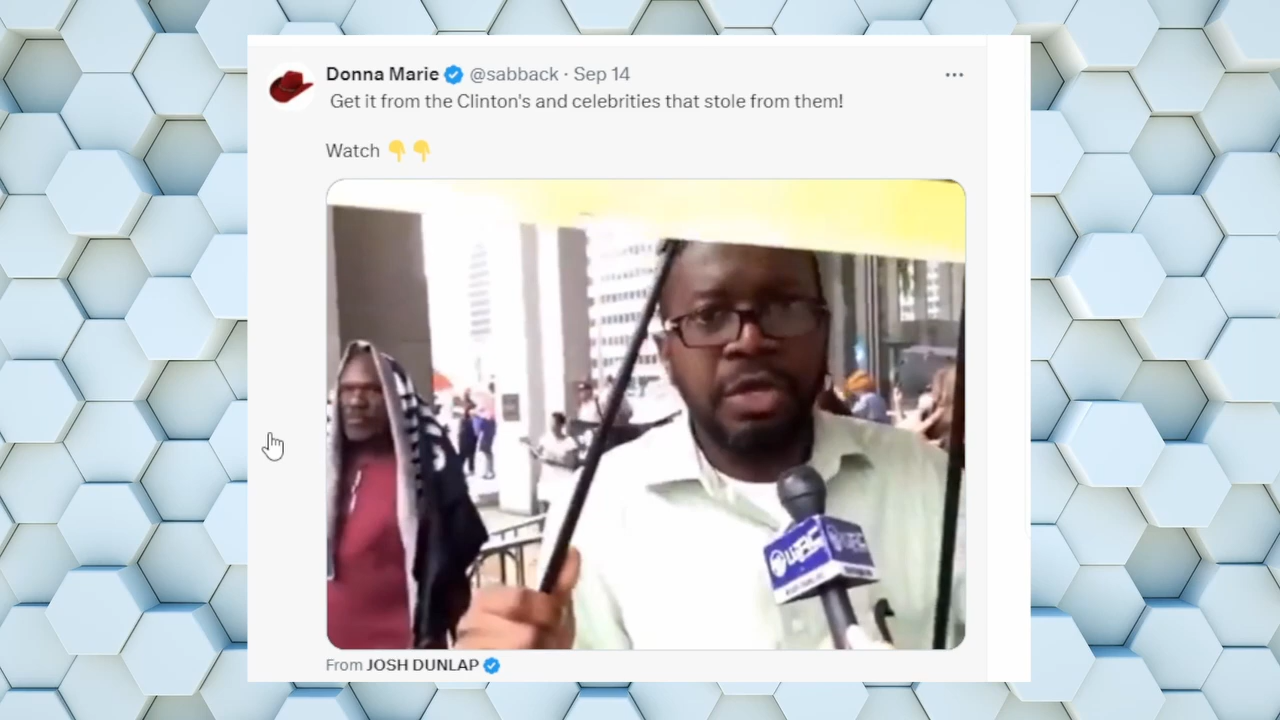 Donna Marie @sabback · Sep 14
Get it from the Clinton's and celebrities that stole from them!
Watch 👇👇
From JOSH DUNLAP